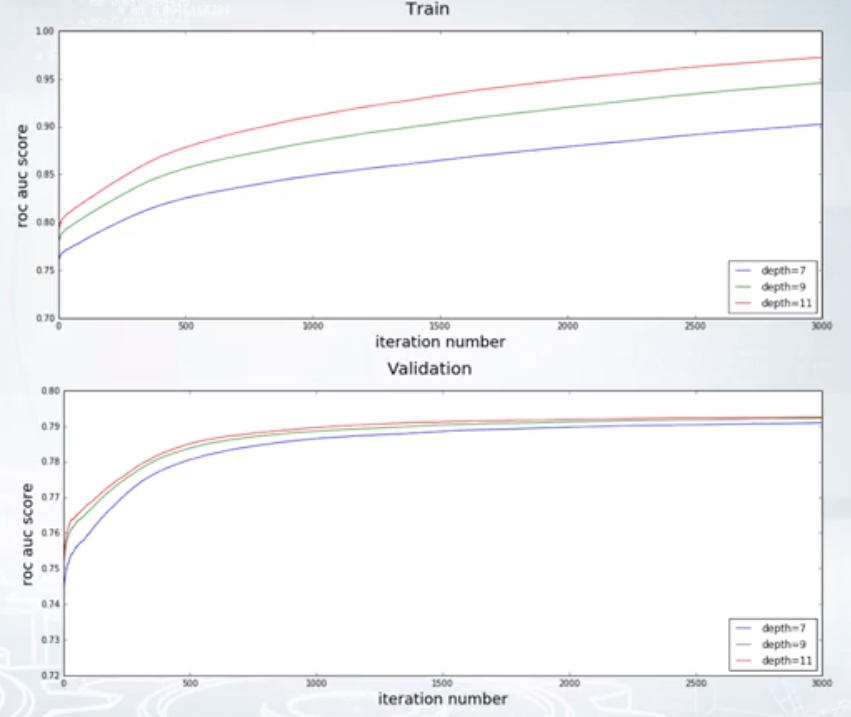 Train
1.00
0.95
0.90
0.85
0.80
0.75
0.70
roc auc score
depth=7
depth=9
depth=11
0 500 1000 1500 2000 2500 3000
iteration number
Validation
0.80
0.79
0.78
0.77
0.76
0.75
0.74
0.73
0.72
roc auc score
depth=7
depth=9
depth=11
0 500 1000 1500 2000 2500 3000
iteration number